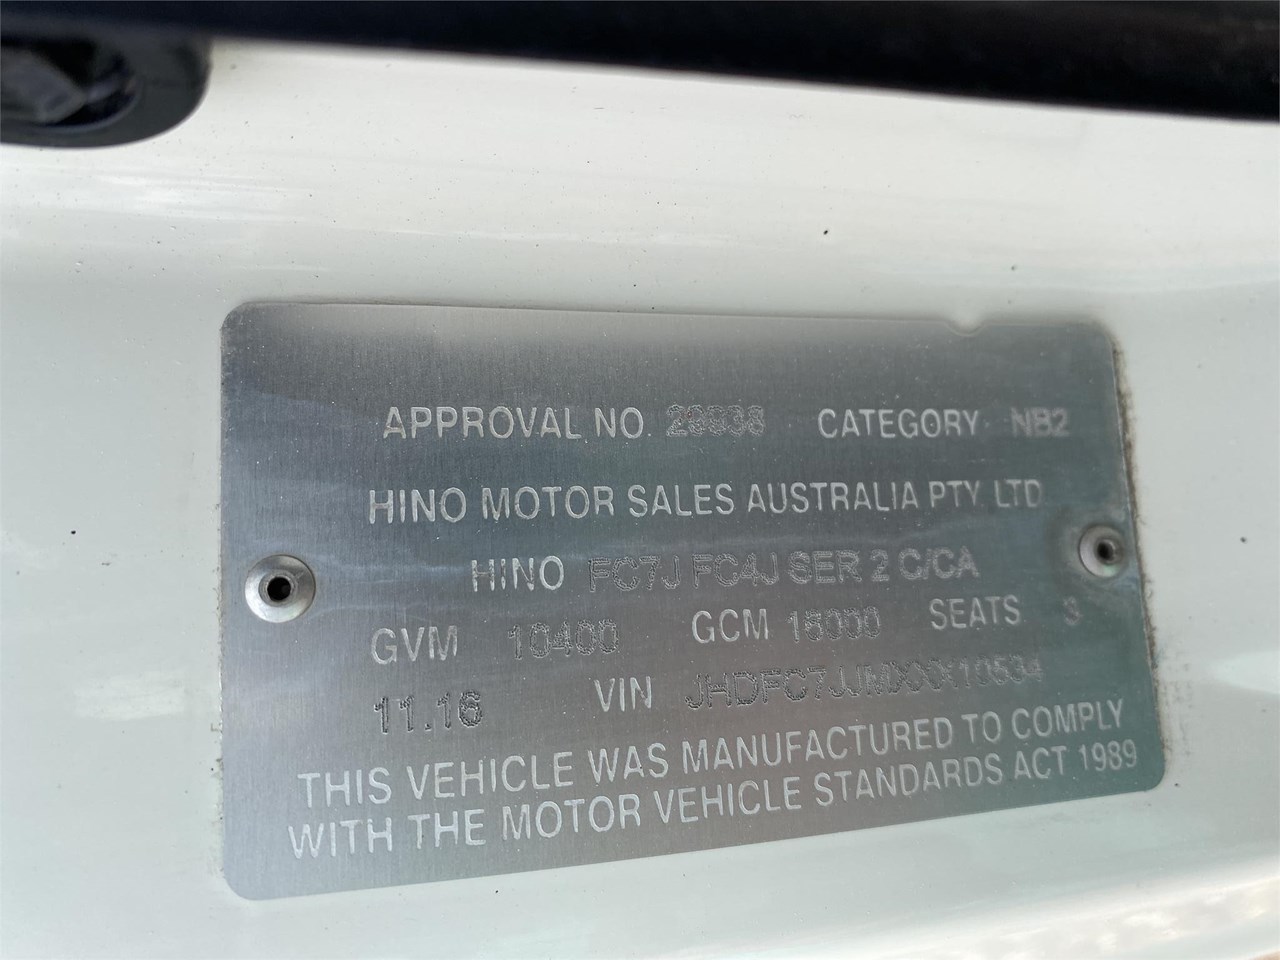 APPROVAL NO. 28938 CATEGORY NB2
HINO MOTOR SALES AUSTRALIA PTY. LTD
HINO FC7J FC4J SER 2 C/CA
GVM 10400 GCM 16000 SEATS 3
11.16 VIN
THIS VEHICLE WAS MANUFACTURED TO COMPLY
WITH THE MOTOR VEHICLE STANDARDS ACT 1989